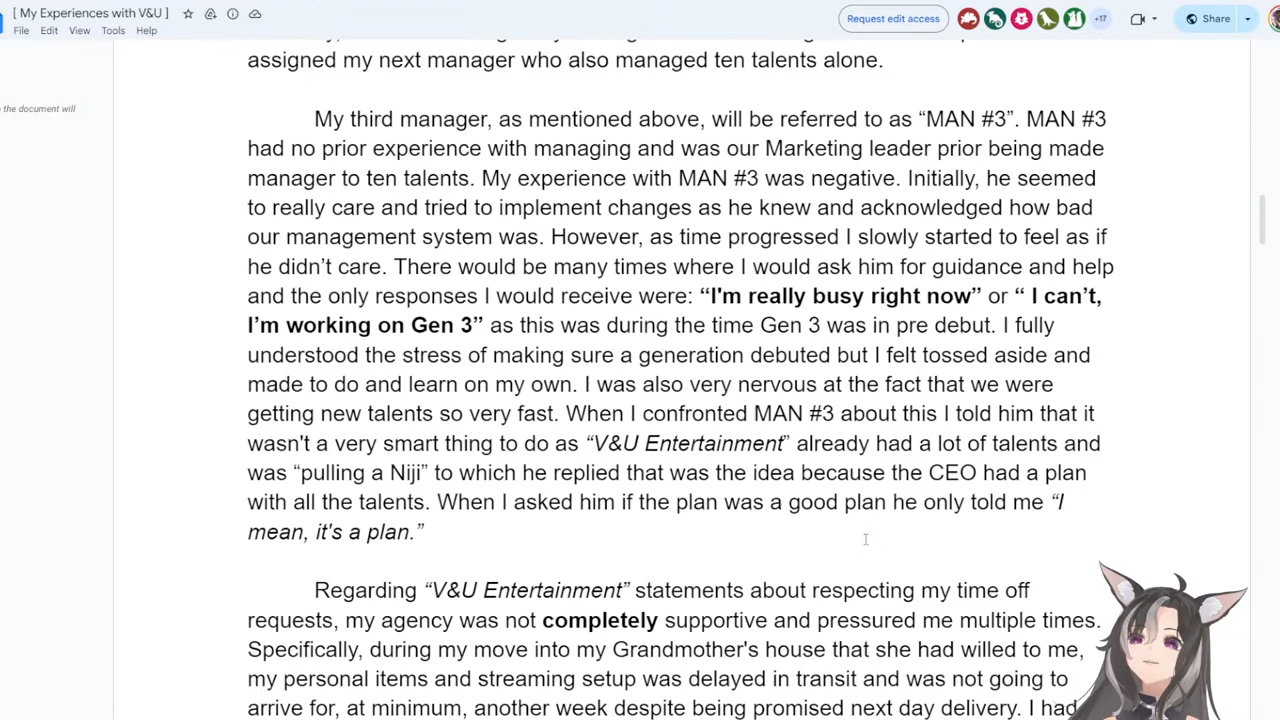 [ My Experiences with V&U ]
File Edit View Tools Help
Request edit access
+17
Share
n the document will
assigned my next manager who also managed ten talents alone.
My third manager, as mentioned above, will be referred to as “MAN #3”. MAN #3
had no prior experience with managing and was our Marketing leader prior being made
manager to ten talents. My experience with MAN #3 was negative. Initially, he seemed
to really care and tried to implement changes as he knew and acknowledged how bad
our management system was. However, as time progressed I slowly started to feel as if
he didn’t care. There would be many times where I would ask him for guidance and help
and the only responses I would receive were: “I'm really busy right now” or “ I can’t,
I’m working on Gen 3” as this was during the time Gen 3 was in pre debut. I fully
understood the stress of making sure a generation debuted but I felt tossed aside and
made to do and learn on my own. I was also very nervous at the fact that we were
getting new talents so very fast. When I confronted MAN #3 about this I told him that it
wasn't a very smart thing to do as “V&U Entertainment” already had a lot of talents and
was “pulling a Niji” to which he replied that was the idea because the CEO had a plan
with all the talents. When I asked him if the plan was a good plan he only told me “I
mean, it's a plan.”
Regarding “V&U Entertainment” statements about respecting my time off
requests, my agency was not completely supportive and pressured me multiple times.
Specifically, during my move into my Grandmother's house that she had willed to me,
my personal items and streaming setup was delayed in transit and was not going to
arrive for, at minimum, another week despite being promised next day delivery. I had